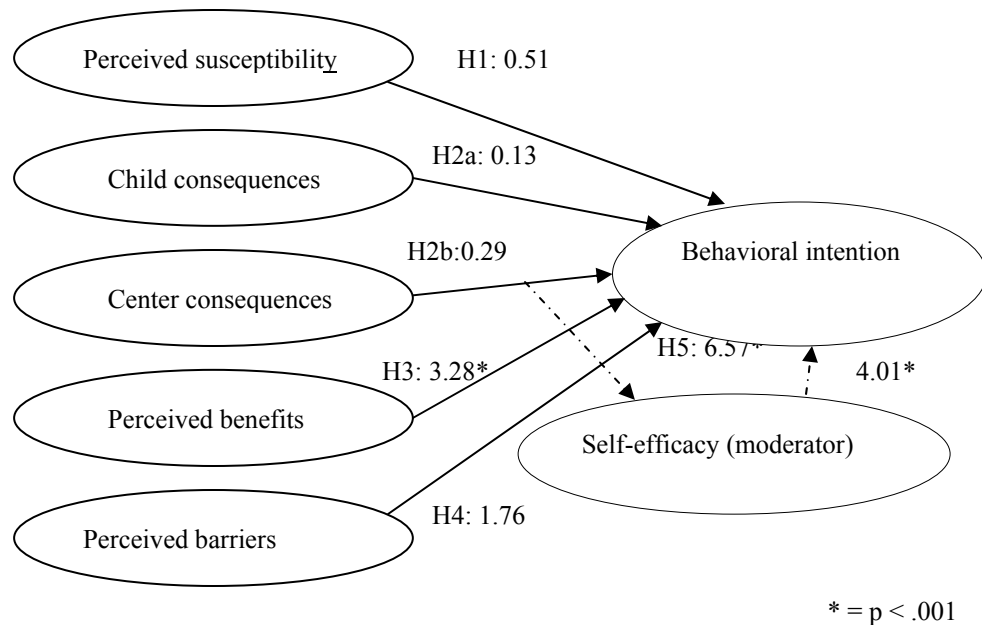 Perceived susceptibility
H1: 0.51
Child consequences
H2a: 0.13
Center consequences
H2b:0.29
Behavioral intention
Perceived benefits
H3: 3.28*
H5: 6.57*
4.01*
Self-efficacy (moderator)
Perceived barriers
H4: 1.76
* = p < .001